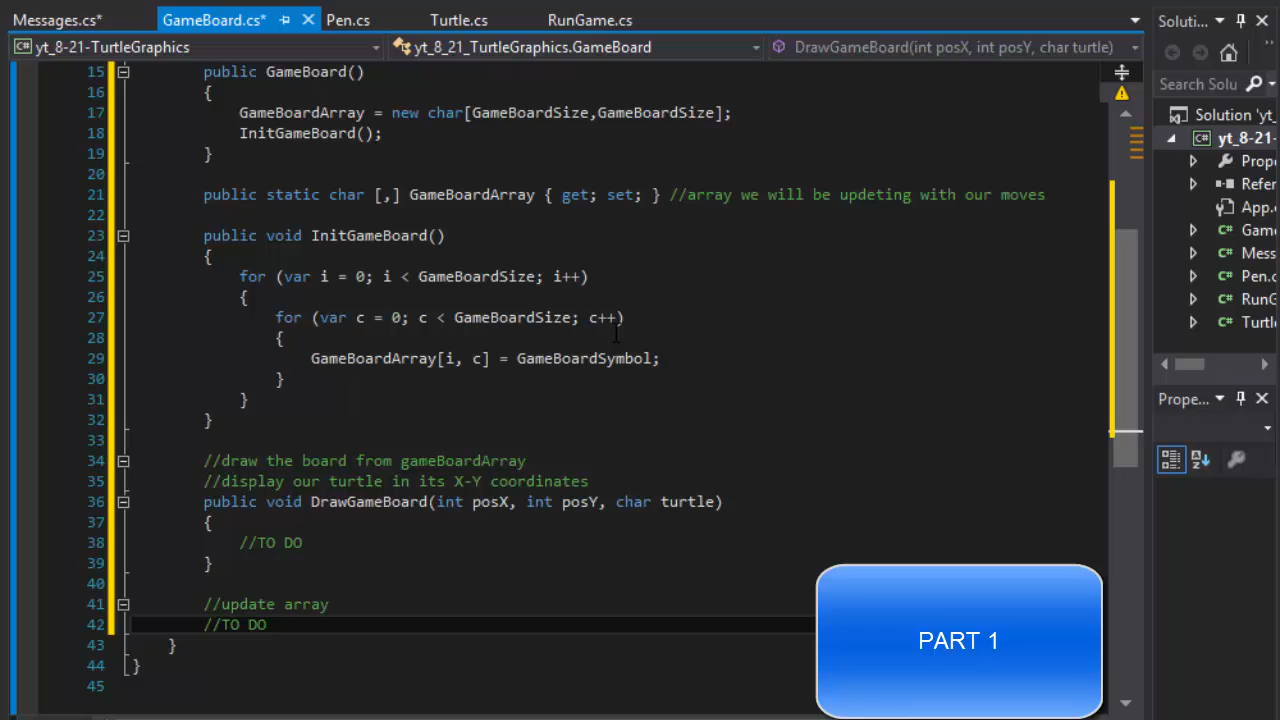 Messages.cs* GameBoard.cs* Pen.cs Turtle.cs RunGame.cs Soluti...
yt_8-21-TurtleGraphics yt_8_21_TurtleGraphics.GameBoard DrawGameBoard(int posX, int posY, char turtle)
15 public GameBoard()
16 {
17 GameBoardArray = new char[GameBoardSize,GameBoardSize];
18 InitGameBoard();
19 }
20
21 public static char [,] GameBoardArray { get; set; } //array we will be updeting with our moves
22
23 public void InitGameBoard()
24 {
25 for (var i = 0; i < GameBoardSize; i++)
26 {
27 for (var c = 0; c < GameBoardSize; c++)
28 {
29 GameBoardArray[i, c] = GameBoardSymbol;
30 }
31 }
32 }
33
34 //draw the board from gameBoardArray
35 //display our turtle in its X-Y coordinates
36 public void DrawGameBoard(int posX, int posY, char turtle)
37 {
38 //TO DO
39 }
40
41 //update array
42 //TO DO
43 }
44 }
45
Search Solu
Solution 'yt_
C# yt_8-21-
Prope
Refer
App.c
C# Game
C# Mess
C# Pen.c
C# RunG
C# Turtl
Prope...
PART 1